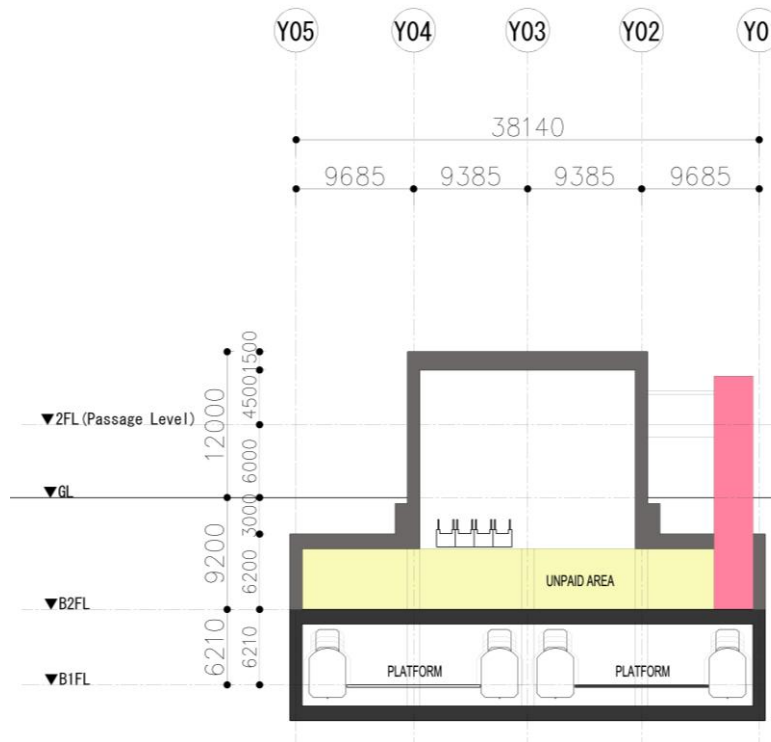 Y05 Y04 Y03 Y02 Y0
38140
9685 9385 9385 9685
1500
4500
12000
▼2FL(Passage Level)
6000
▼GL
3000
9200
6200
UNPAID AREA
▼B2FL
6210 6210
PLATFORM PLATFORM
▼B1FL